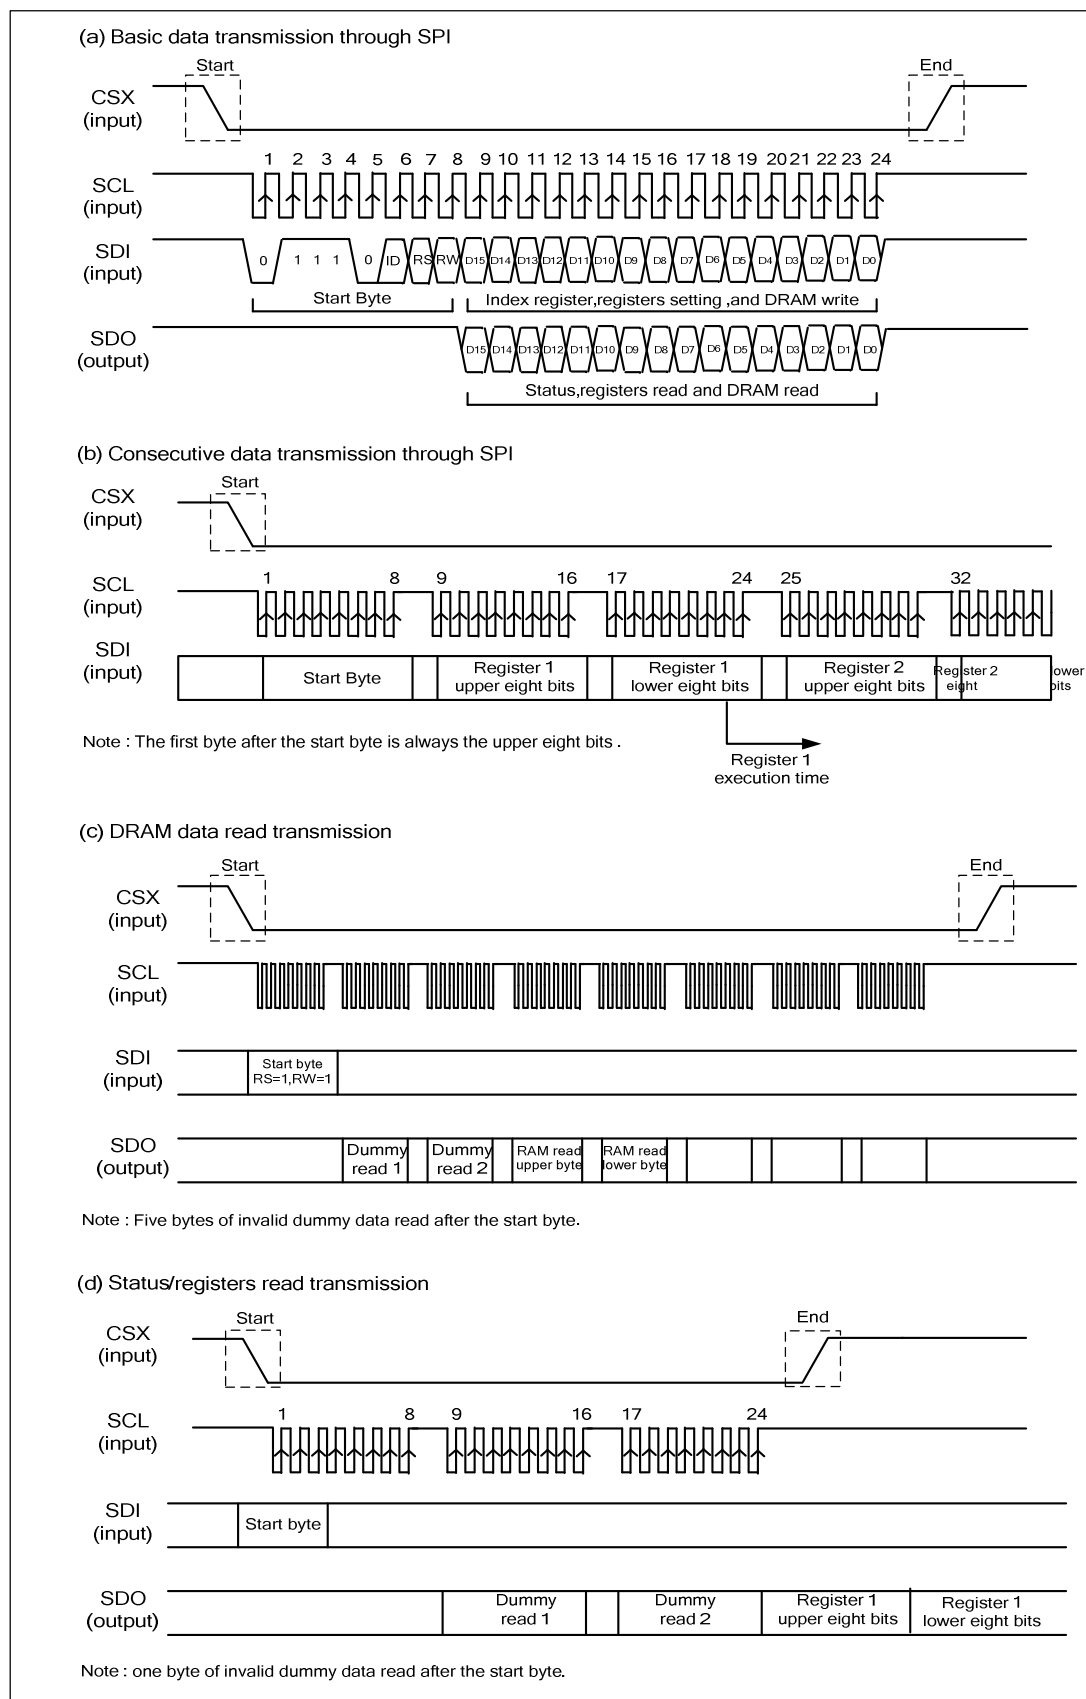 (a) Basic data transmission through SPI
Start
End
CSX
(input)
1 2 3 4 5 6 7 8 9 10 11 12 13 14 15 16 17 18 19 20 21 22 23 24
SCL
(input)
SDI
(input)
0 1 1 1 0 ID RS RW D15 D14 D13 D12 D11 D10 D9 D8 D7 D6 D5 D4 D3 D2 D1 D0
Start Byte
Index register,registers setting ,and DRAM write
SDO
(output)
D15 D14 D13 D12 D11 D10 D9 D8 D7 D6 D5 D4 D3 D2 D1 D0
Status,registers read and DRAM read
(b) Consecutive data transmission through SPI
Start
CSX
(input)
1 8 9 16 17 24 25 32
SCL
(input)
SDI
(input)
Start Byte
Register 1
upper eight bits
Register 1
lower eight bits
Register 2
upper eight bits
Register 2 lower
eight bits
Note : The first byte after the start byte is always the upper eight bits .
Register 1
execution time
(c) DRAM data read transmission
Start
End
CSX
(input)
SCL
(input)
SDI
(input)
Start byte
RS=1,RW=1
SDO
(output)
Dummy
read 1
Dummy
read 2
RAM read
upper byte
RAM read
lower byte
Note : Five bytes of invalid dummy data read after the start byte.
(d) Status/registers read transmission
Start
End
CSX
(input)
1 8 9 16 17 24
SCL
(input)
SDI
(input)
Start byte
SDO
(output)
Dummy
read 1
Dummy
read 2
Register 1
upper eight bits
Register 1
lower eight bits
Note : one byte of invalid dummy data read after the start byte.